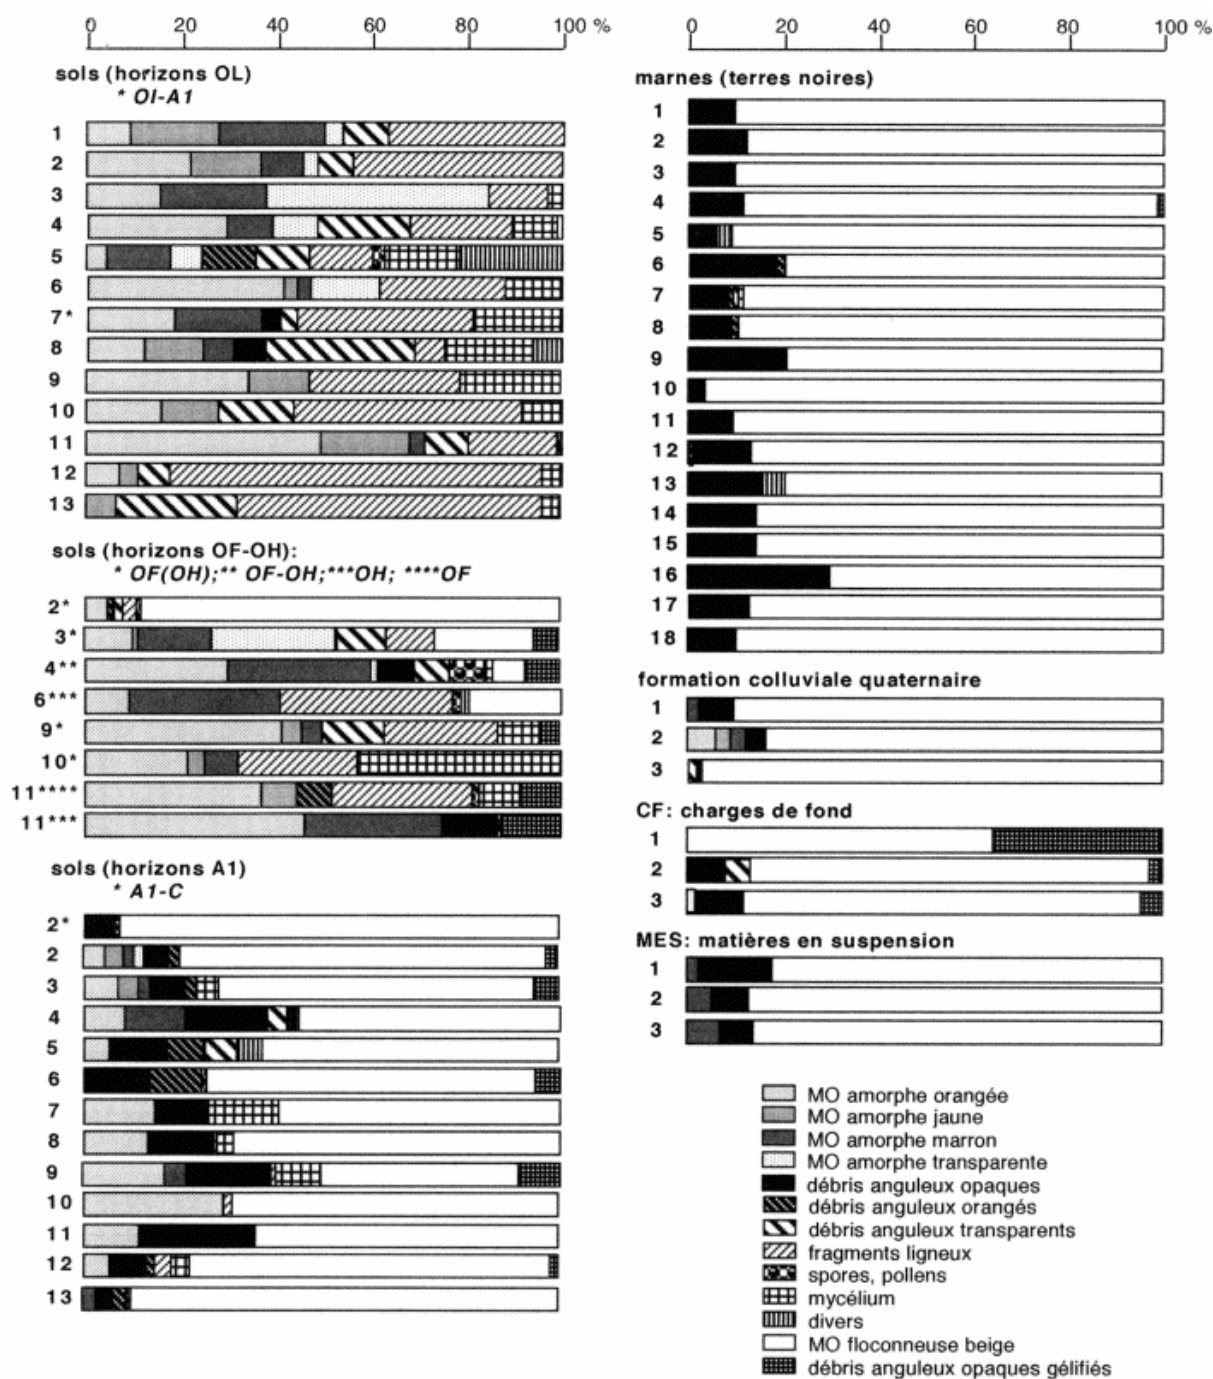 0 20 40 60 80 100 %
sols (horizons OL)
* OI-A1
1
2
3
4
5
6
7*
8
9
10
11
12
13
sols (horizons OF-OH):
* OF(OH);** OF-OH;***OH; ****OF
2*
3*
4**
6***
9*
10*
11****
11***
sols (horizons A1)
* A1-C
2*
2
3
4
5
6
7
8
9
10
11
12
13
0 20 40 60 80 100 %
marnes (terres noires)
1
2
3
4
5
6
7
8
9
10
11
12
13
14
15
16
17
18
formation colluviale quaternaire
1
2
3
CF: charges de fond
1
2
3
MES: matières en suspension
1
2
3
MO amorphe orangée
MO amorphe jaune
MO amorphe marron
MO amorphe transparente
débris anguleux opaques
débris anguleux orangés
débris anguleux transparents
fragments ligneux
spores, pollens
mycélium
divers
MO floconneuse beige
débris anguleux opaques gélifiés